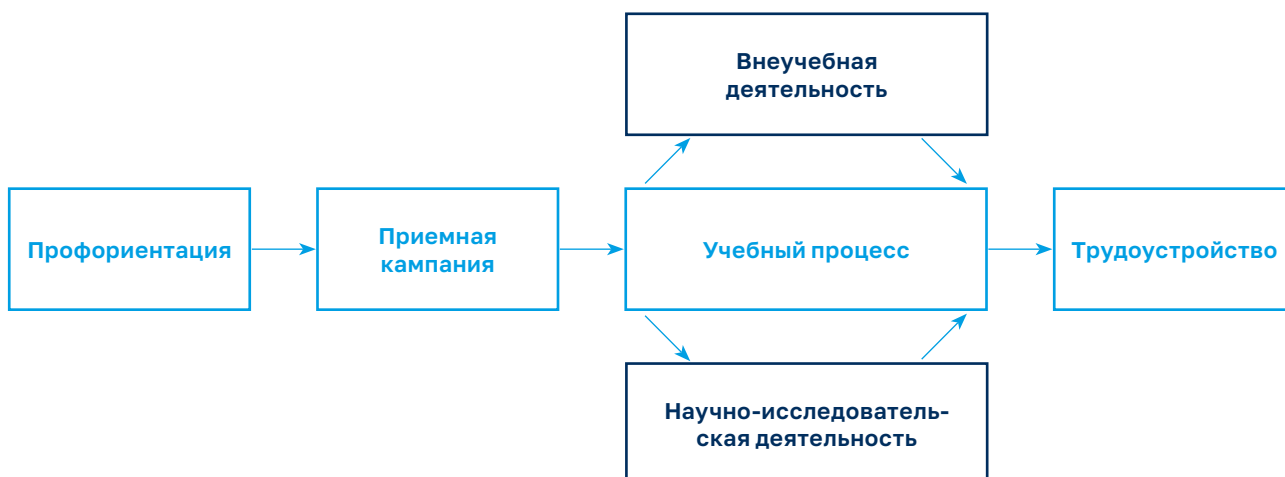 Внеучебная
деятельность
Профориентация
Приемная
кампания
Учебный процесс
Трудоустройство
Научно-исследователь-
ская деятельность